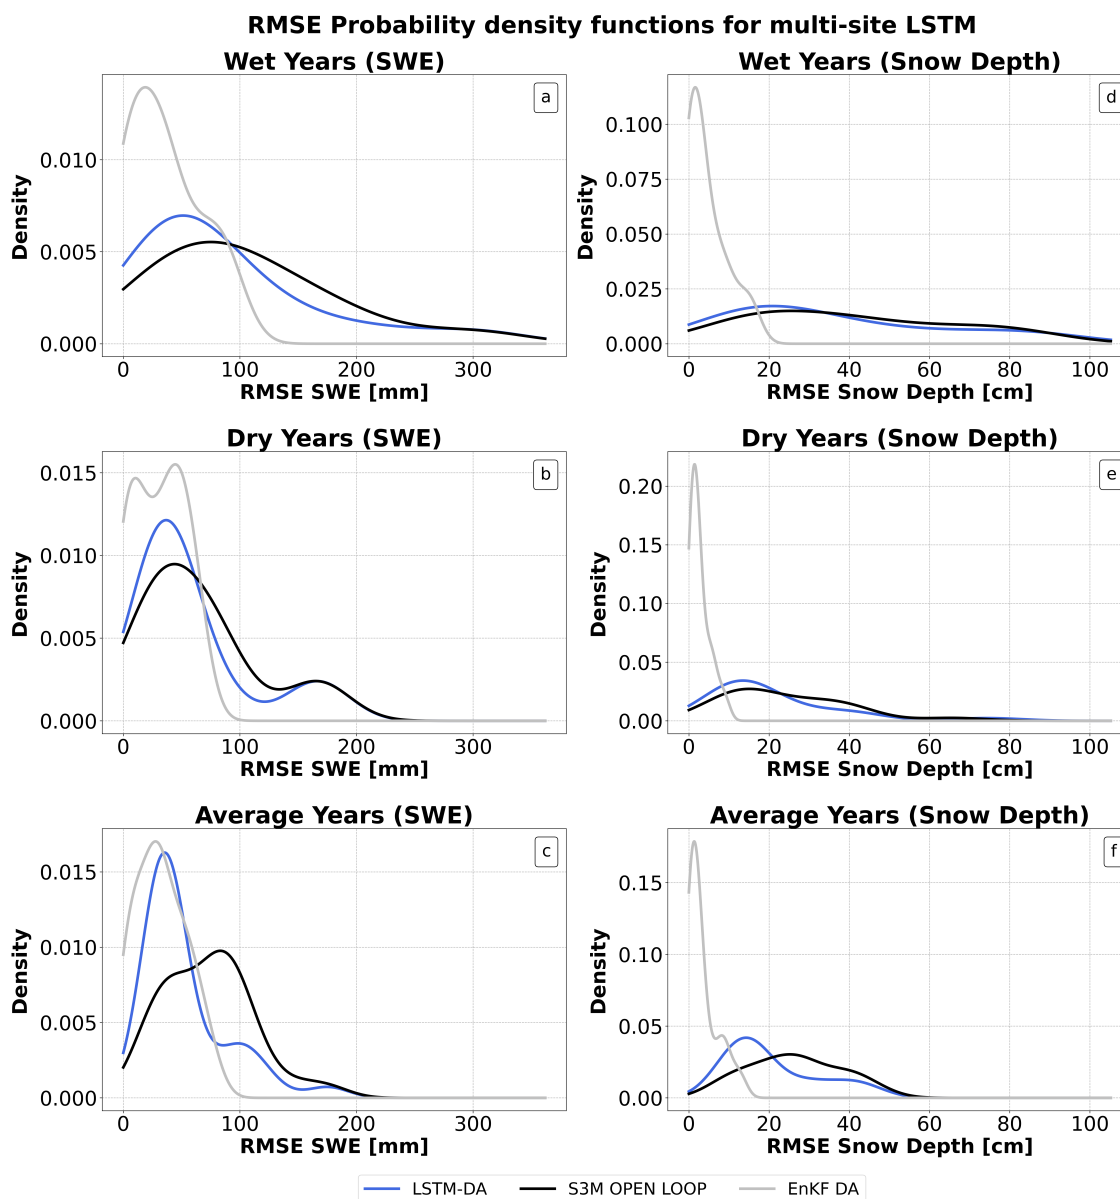 RMSE Probability density functions for multi-site LSTM
Wet Years (SWE)
a
Density
0.010
0.005
0.000
0 100 200 300
RMSE SWE [mm]
Wet Years (Snow Depth)
d
Density
0.100
0.075
0.050
0.025
0.000
0 20 40 60 80 100
RMSE Snow Depth [cm]
Dry Years (SWE)
b
Density
0.015
0.010
0.005
0.000
0 100 200 300
RMSE SWE [mm]
Dry Years (Snow Depth)
e
Density
0.20
0.15
0.10
0.05
0.00
0 20 40 60 80 100
RMSE Snow Depth [cm]
Average Years (SWE)
c
Density
0.015
0.010
0.005
0.000
0 100 200 300
RMSE SWE [mm]
Average Years (Snow Depth)
f
Density
0.15
0.10
0.05
0.00
0 20 40 60 80 100
RMSE Snow Depth [cm]
LSTM-DA S3M OPEN LOOP EnKF DA